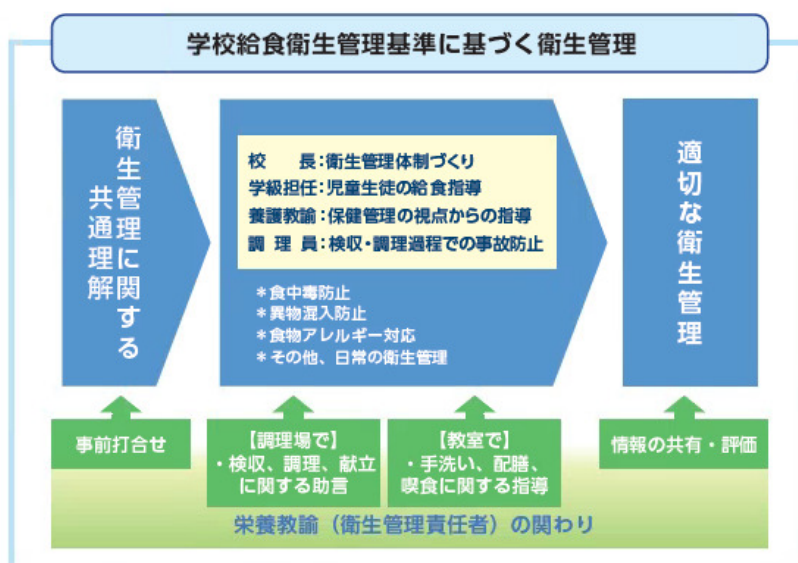 学校給食衛生管理基準に基づく衛生管理
衛生管理に関する
共通理解
校　　長：衛生管理体制づくり
学級担任：児童生徒の給食指導
養護教諭：保健管理の視点からの指導
調 理 員：検収・調理過程での事故防止
＊食中毒防止
＊異物混入防止
＊食物アレルギー対応
＊その他、日常の衛生管理
適切な衛生管理
事前打合せ
【調理場で】
・検収、調理、献立
に関する助言
【教室で】
・手洗い、配膳、
喫食に関する指導
情報の共有・評価
栄養教諭（衛生管理責任者）の関わり